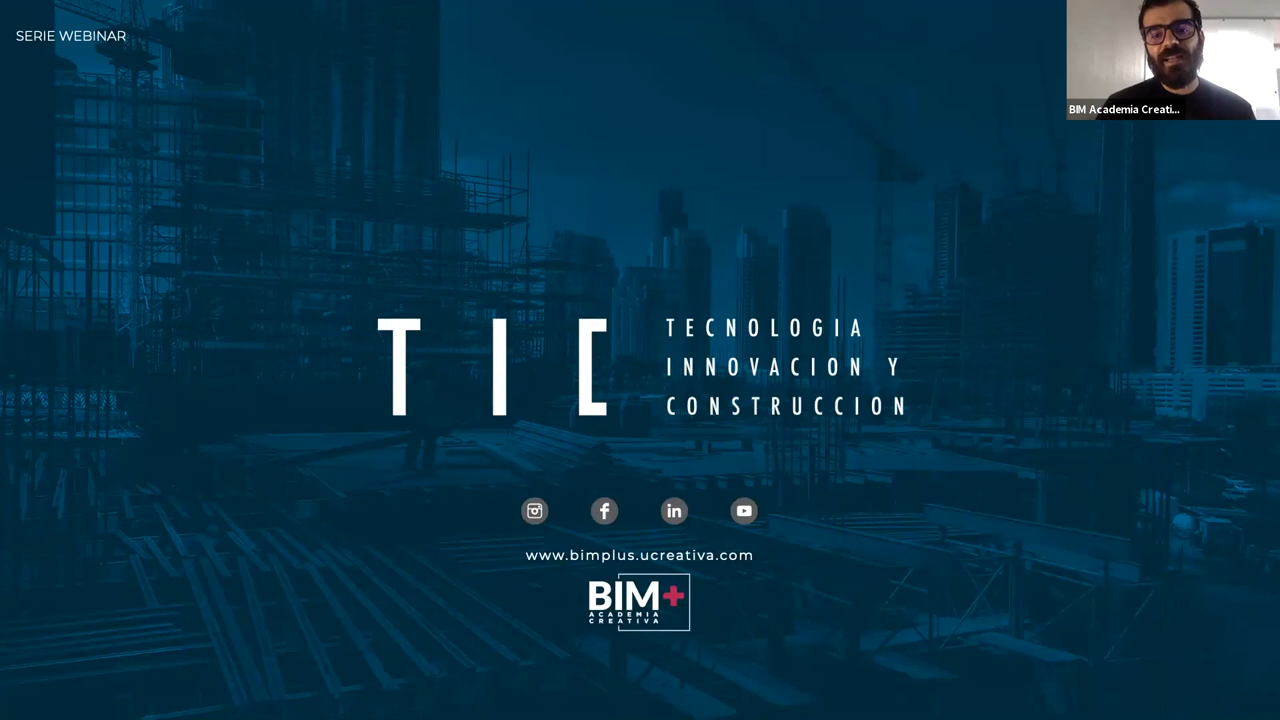 SERIE WEBINAR
BIM Academia Creati...
T I C
TECNOLOGIA
INNOVACION Y
CONSTRUCCION
www.bimplus.ucreativa.com
BIM+
ACADEMIA
CREATIVA